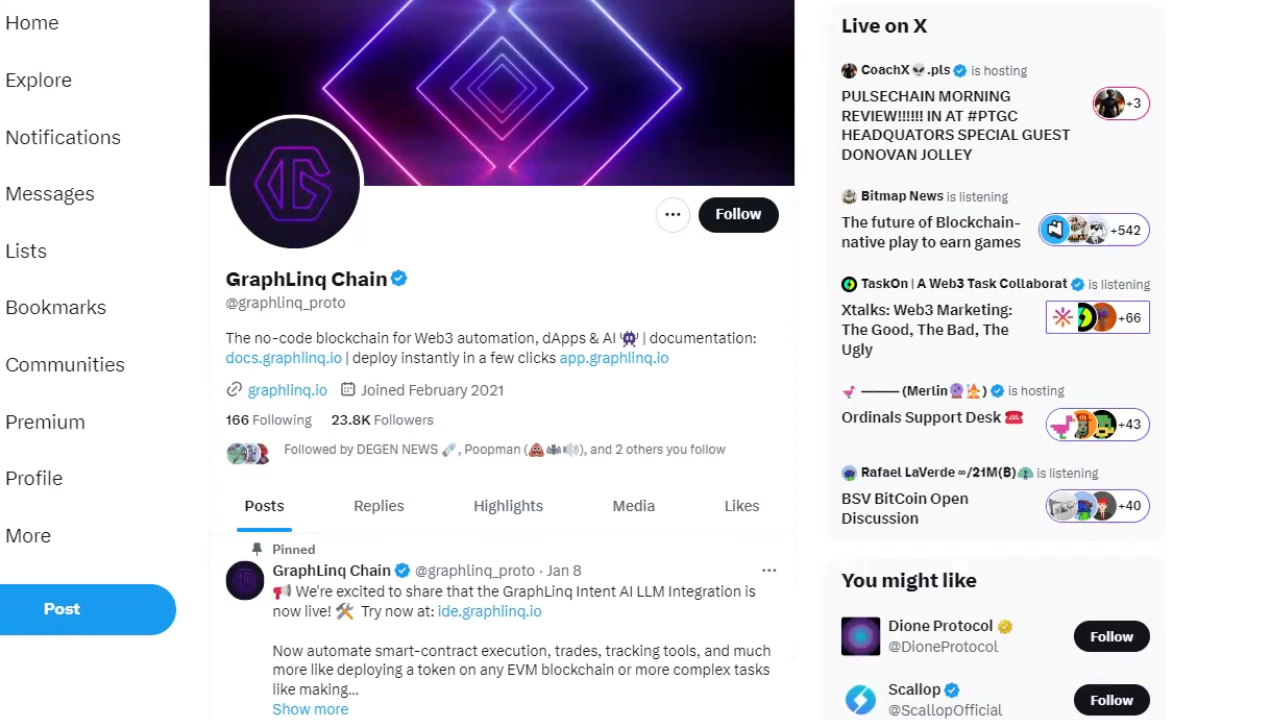 Home
Explore
Notifications
Messages
Lists
Bookmarks
Communities
Premium
Profile
More
Post
Follow
GraphLinq Chain
@graphlinq_proto
The no-code blockchain for Web3 automation, dApps & AI 👾 | documentation:
docs.graphlinq.io | deploy instantly in a few clicks app.graphlinq.io
graphlinq.io Joined February 2021
166 Following 23.8K Followers
Followed by DEGEN NEWS 🗞️, Poopman (💩🧱🔊), and 2 others you follow
Posts Replies Highlights Media Likes
Pinned
GraphLinq Chain @graphlinq_proto · Jan 8
📢 We're excited to share that the GraphLinq Intent AI LLM Integration is
now live! 🛠️ Try now at: ide.graphlinq.io
Now automate smart-contract execution, trades, tracking tools, and much
more like deploying a token on any EVM blockchain or more complex tasks
like making...
Show more
Live on X
CoachX👽.pls is hosting
PULSECHAIN MORNING
REVIEW!!!!!! IN AT #PTGC
HEADQUATORS SPECIAL GUEST
DONOVAN JOLLEY
+3
Bitmap News is listening
The future of Blockchain-
native play to earn games
+542
TaskOn | A Web3 Task Collaborat is listening
Xtalks: Web3 Marketing:
The Good, The Bad, The
Ugly
+66
——— (Merlin🔮🧙) is hosting
Ordinals Support Desk ☎️
+43
Rafael LaVerde ∞/21M(B) is listening
BSV BitCoin Open
Discussion
+40
You might like
Dione Protocol
@DioneProtocol
Follow
Scallop
@ScallopOfficial
Follow